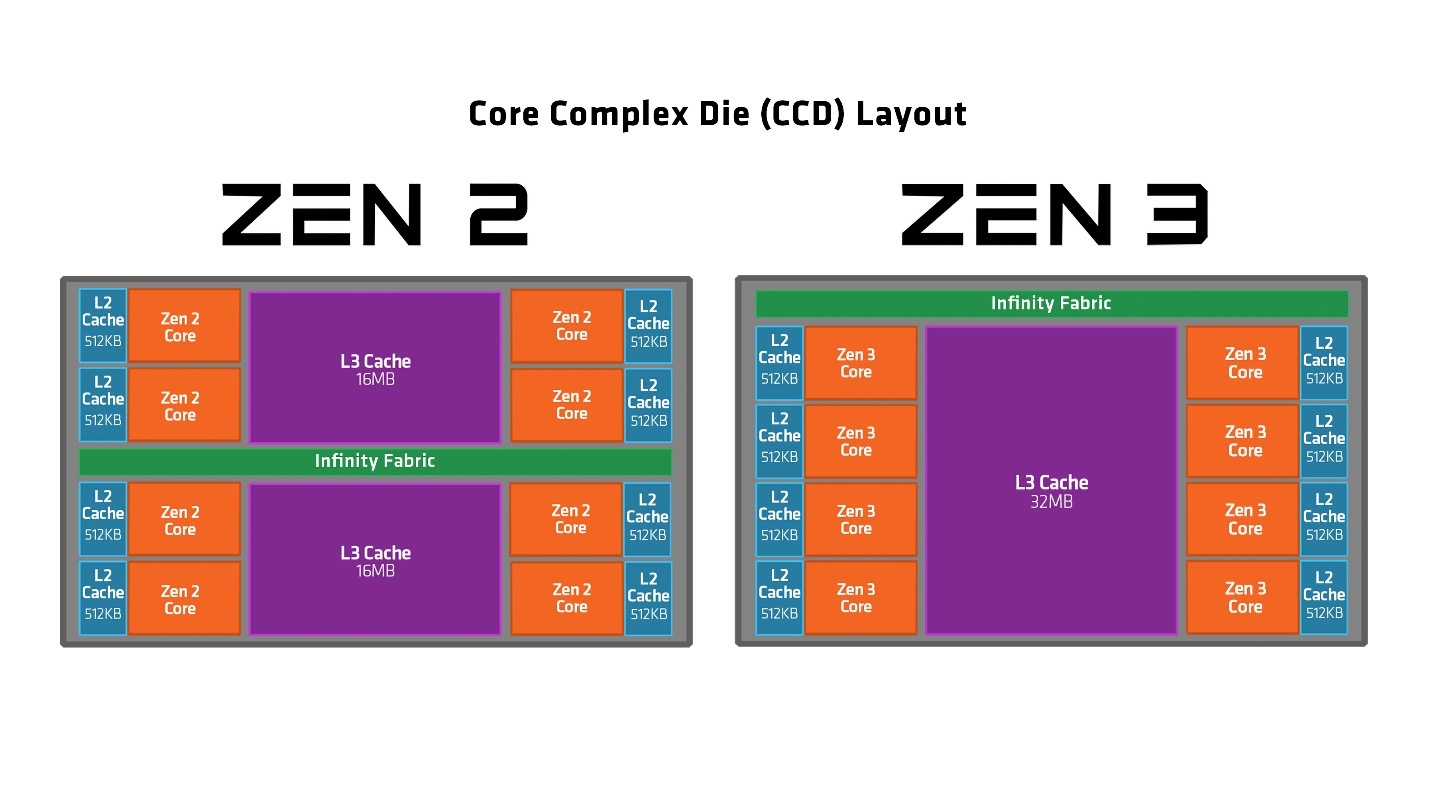 Core Complex Die (CCD) Layout
ZEN 2
L2
Cache
512KB
Zen 2
Core
L3 Cache
16MB
Zen 2
Core
L2
Cache
512KB
L2
Cache
512KB
Zen 2
Core
Zen 2
Core
L2
Cache
512KB
Infinity Fabric
L2
Cache
512KB
Zen 2
Core
L3 Cache
16MB
Zen 2
Core
L2
Cache
512KB
L2
Cache
512KB
Zen 2
Core
Zen 2
Core
L2
Cache
512KB
ZEN 3
Infinity Fabric
L2
Cache
512KB
Zen 3
Core
Zen 3
Core
L2
Cache
512KB
L2
Cache
512KB
Zen 3
Core
Zen 3
Core
L2
Cache
512KB
L3 Cache
32MB
L2
Cache
512KB
Zen 3
Core
Zen 3
Core
L2
Cache
512KB
L2
Cache
512KB
Zen 3
Core
Zen 3
Core
L2
Cache
512KB